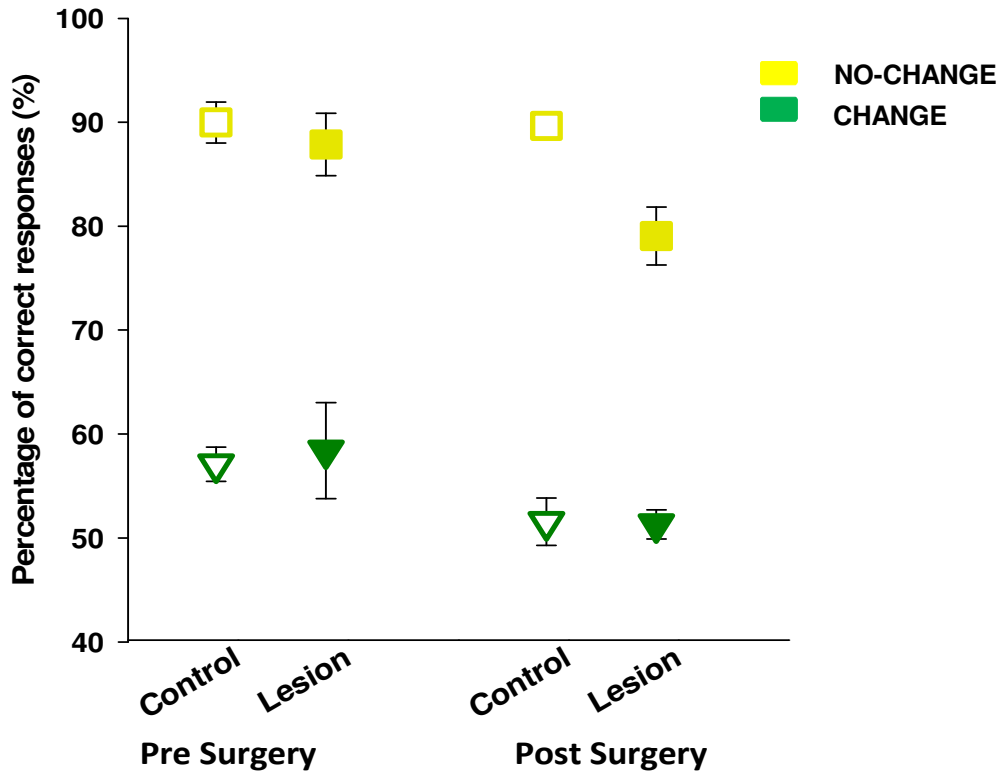 Percentage of correct responses (%)
100
90
80
70
60
50
40
NO-CHANGE
CHANGE
Control
Lesion
Control
Lesion
Pre Surgery
Post Surgery